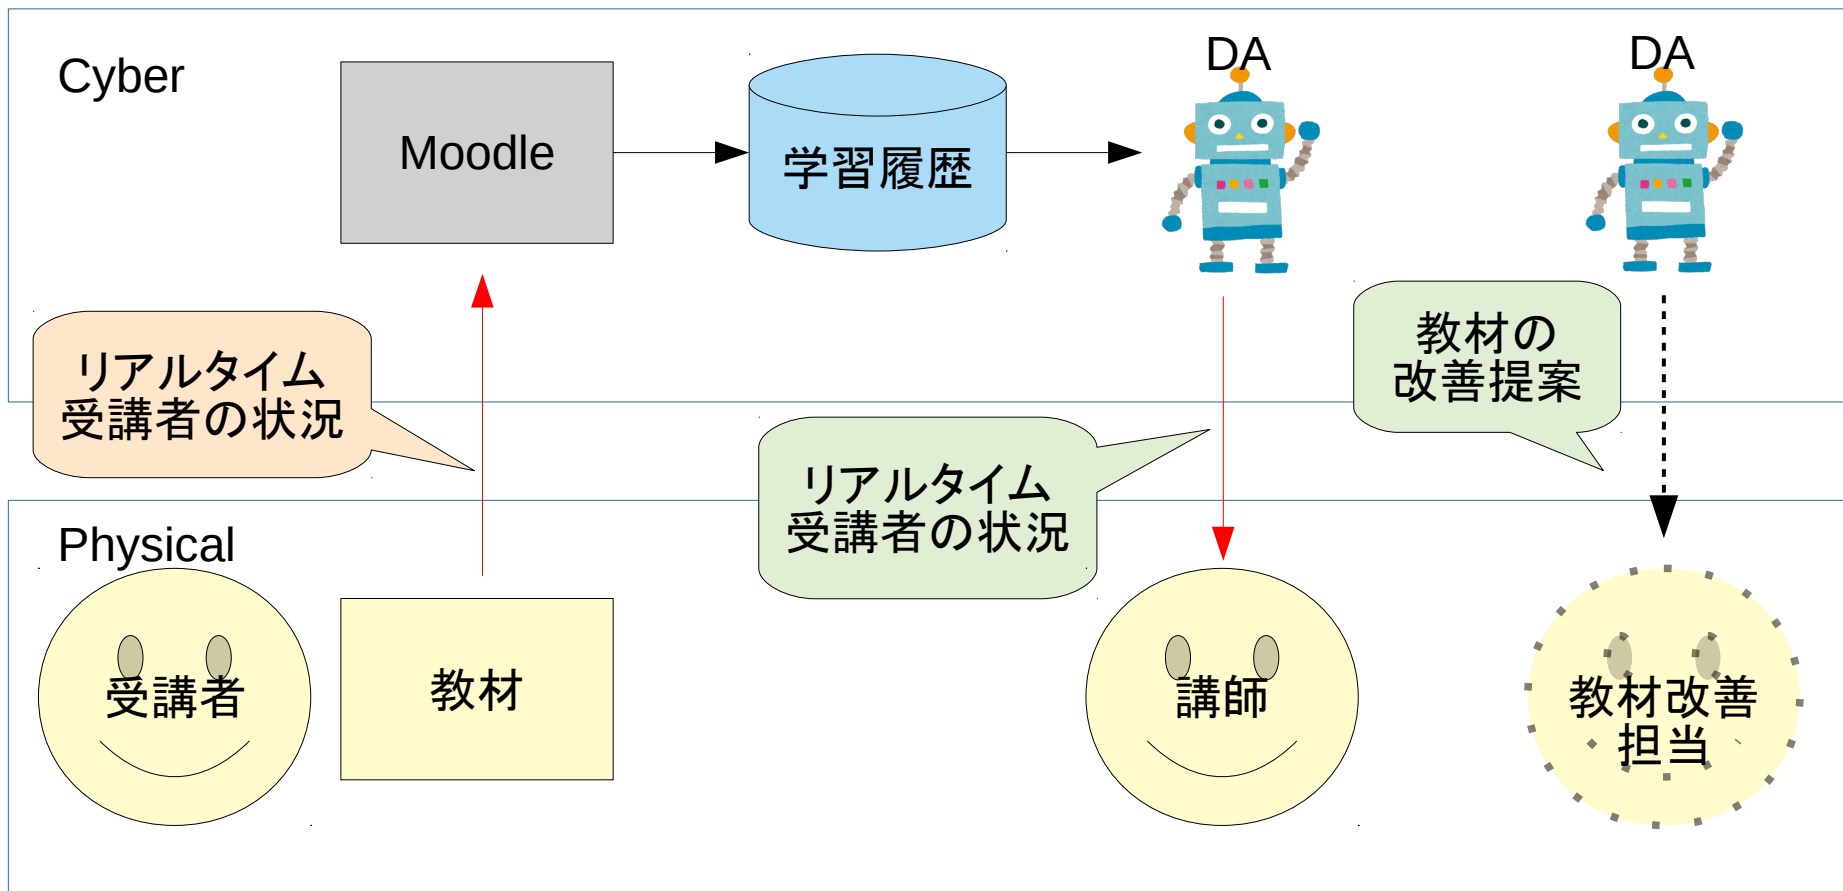 Cyber
Moodle
学習履歴
DA
DA
リアルタイム
受講者の状況
教材の
改善提案
リアルタイム
受講者の状況
Physical
受講者
教材
講師
教材改善
担当